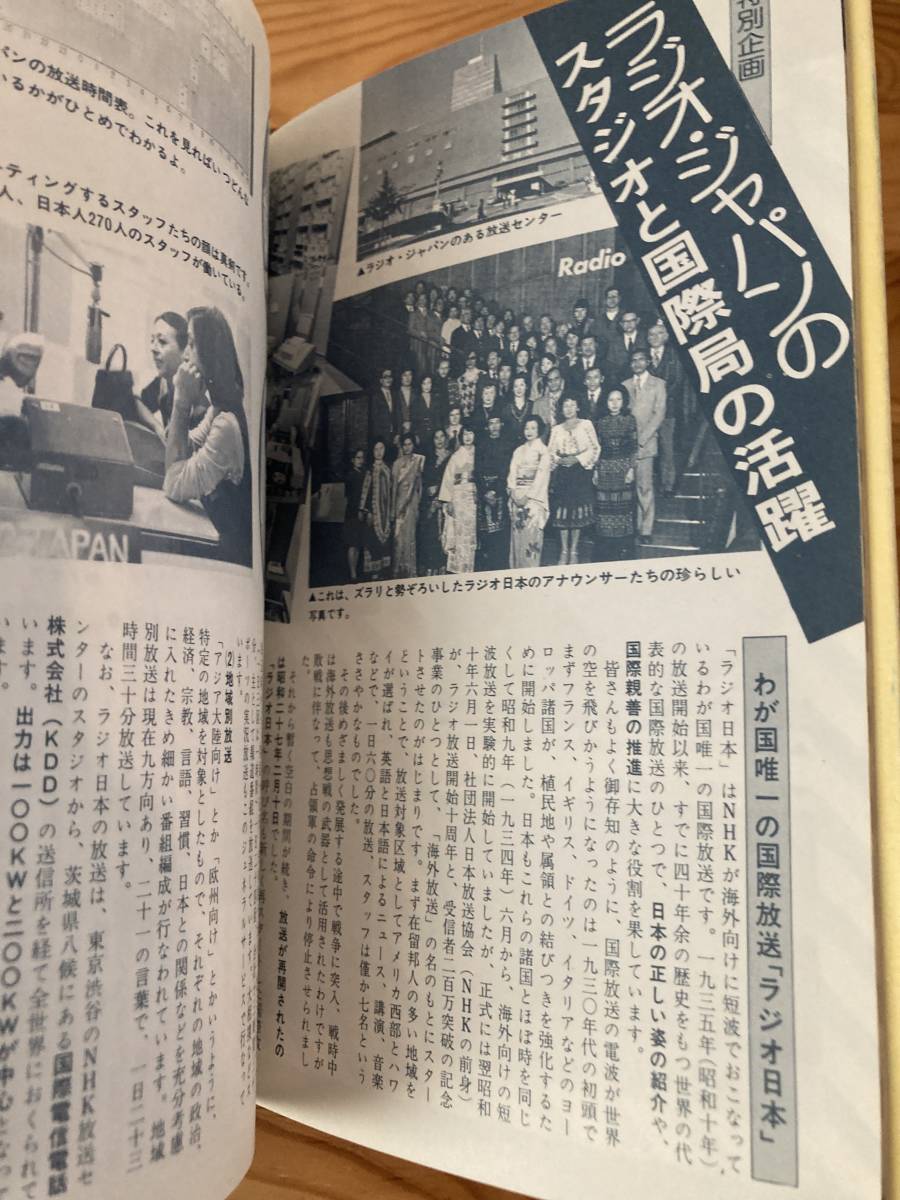 特別企画
ラジオ・ジャパンの
スタジオと国際局の活躍
▲ラジオ・ジャパンのある放送センター
Radio
▲これは、ズラリと勢ぞろいしたラジオ日本のアナウンサーたちの珍らしい
写真です。
わが国唯一の国際放送「ラジオ日本」
「ラジオ日本」はNHKが海外向けに短波でおこなって
いるわが国唯一の国際放送です。一九三五年（昭和十年）
の放送開始以来、すでに四十年余の歴史をもつ世界の代
表的な国際放送のひとつで、日本の正しい姿の紹介や、
国際親善の推進に大きな役割を果しています。
皆さんもよく御存知のように、国際放送の電波が世界
の空を飛びかうようになったのは一九三〇年代の初頭で
まずフランス、イギリス、ドイツ、イタリアなどのヨー
ロッパ諸国が、植民地や属領との結びつきを強化するた
めに開始しました。日本もこれらの諸国とほぼ時を同じ
くして昭和九年（一九三四年）六月から、海外向けの短
波放送を実験的に開始していましたが、正式には翌昭和
十年六月一日、社団法人日本放送協会（NHKの前身）
が、ラジオ放送開始十周年と、受信者二百万突破の記念
事業のひとつとして、「海外放送」の名のもとにスター
トさせたのがはじまりです。まず在留邦人の多い地域を
ということで、放送対象区域としてアメリカ西部とハワ
イが選ばれ、英語と日本語によるニュース、講演、音楽
などで、一日六〇分の放送、スタッフは僅か七名という
ささやかなものでした。
その後めざましく発展する途中で戦争に突入、戦時中
は海外放送も思想戦の武器として活用されたわけですが
敗戦に伴なって、占領軍の命令により停止させられまし
それから暫く空白の期間が続き、放送が再開されたの
は昭和二十七年二月十日でした。
(2)地域別放送
「アジア大陸向け」とか「欧州向け」とかいうように、
特定の地域を対象としたもので、それぞれの地域の政治、
経済、宗教、言語、習慣、日本との関係などを充分考慮
に入れたきめ細かい番組編成が行なわれています。地域
別放送は現在九方向あり、二十一の言葉で、一日二十三
時間三十分放送しています。
なお、ラジオ日本の放送は、東京渋谷のNHK放送セ
ンターのスタジオから、茨城県八俣にある国際電信電話
株式会社（KDD）の送信所を経て全世界におくられて
います。出力は一〇〇KWと二〇〇KWが中心となって
の放送時間表。これを見ればいつどんな
いるかがひとめでわかるよ。
ーティングするスタッフたちの顔は真剣です。
人、日本人270人のスタッフが働いている。
JAPAN